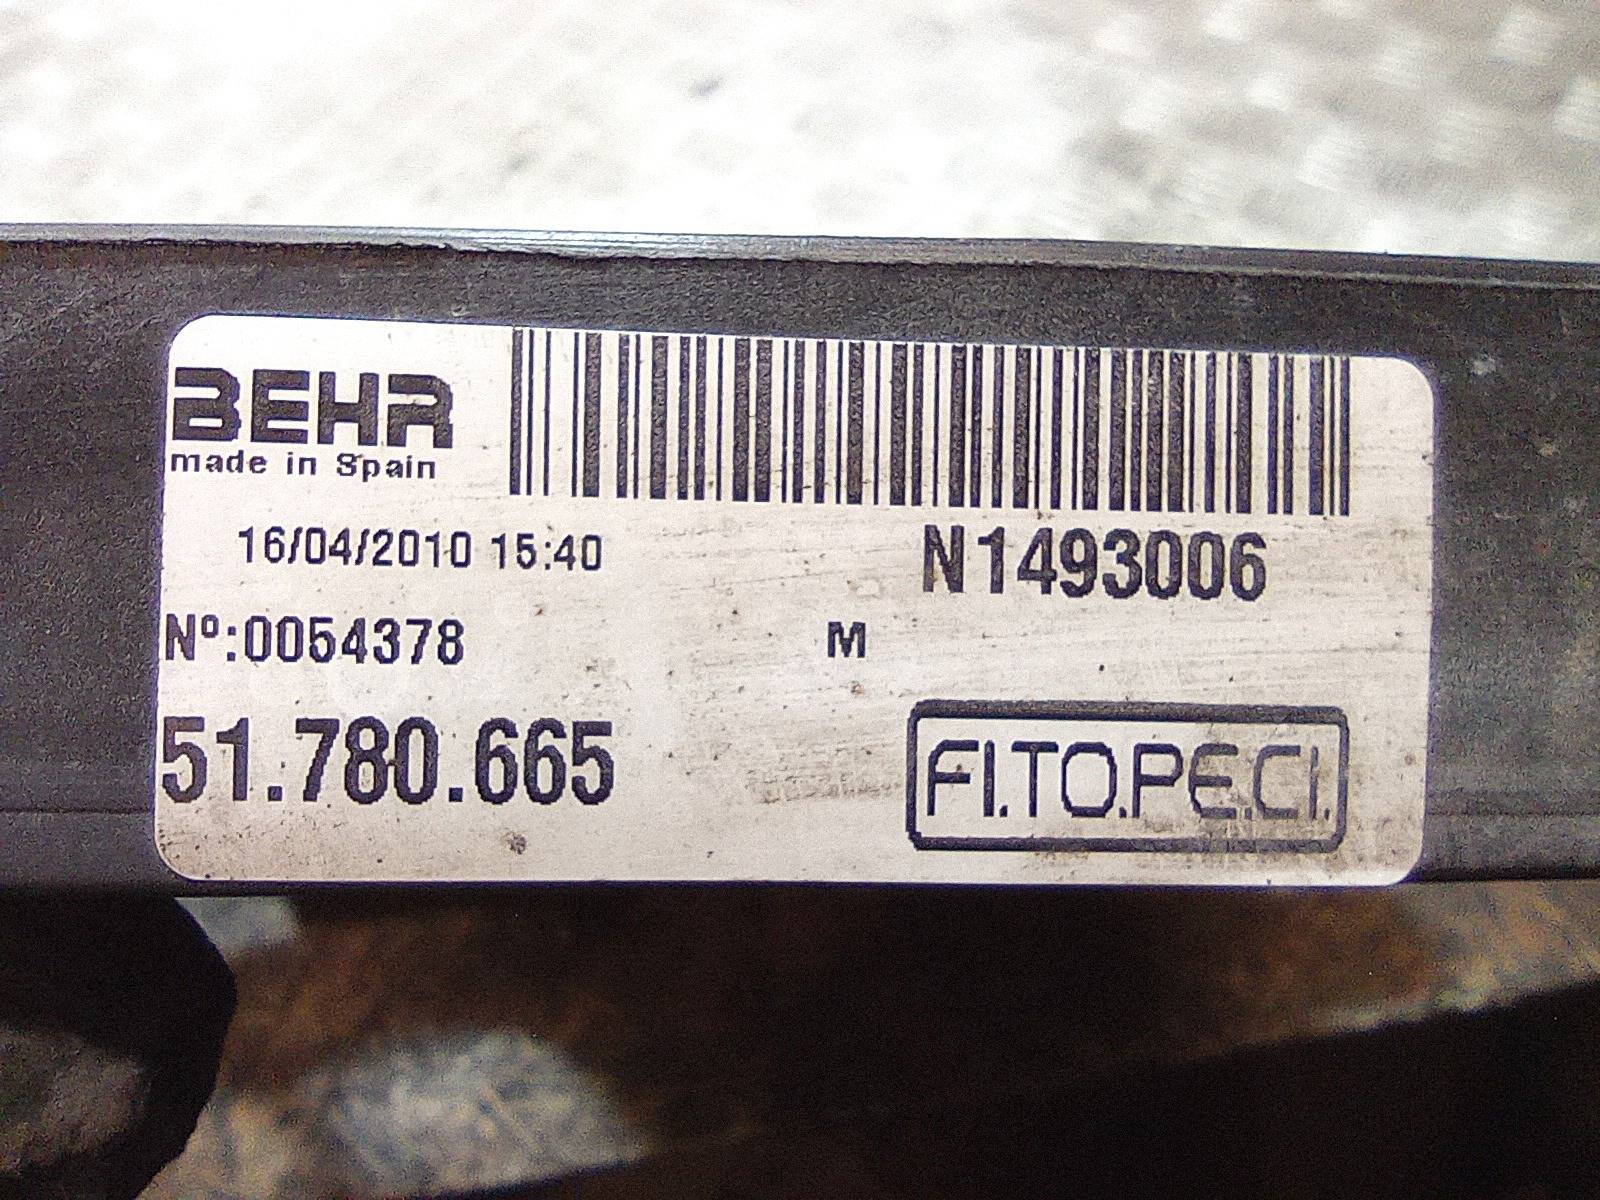 BEHR
made in Spain
16/04/2010 15:40
N1493006
Nº:0054378
M
51.780.665
FI.TO.PE.CI.